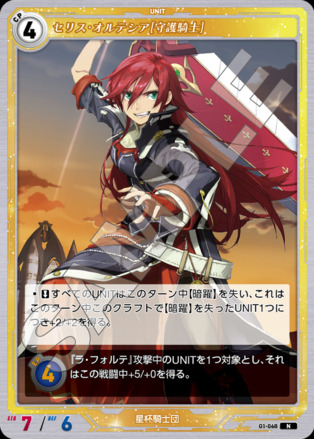 UNIT
CP
4
セリス・オルテシア[守護騎士]
SAMPLE
・すべてのUNITはこのターン中【暗躍】を失い、これは
このターン中このクラフトで【暗躍】を失ったUNIT1つに
つき+2/+2を得る。
4
『ラ・フォルテ』攻撃中のUNITを1つ対象とし、それ
はこの戦闘中+5/+0を得る。
ATK 7 / DEF 6
星杯騎士団
01-068 N